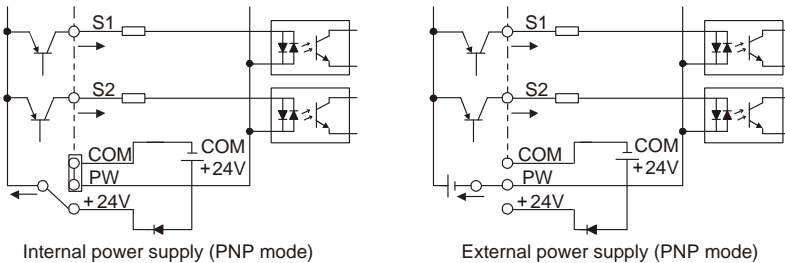 S1
S2
COM
COM
PW
+24V
+24V
Internal power supply (PNP mode)
S1
S2
COM
COM
PW
+24V
+24V
External power supply (PNP mode)